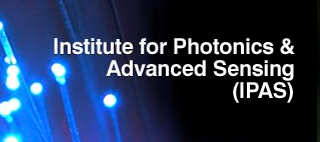 Institute for Photonics &
Advanced Sensing
(IPAS)